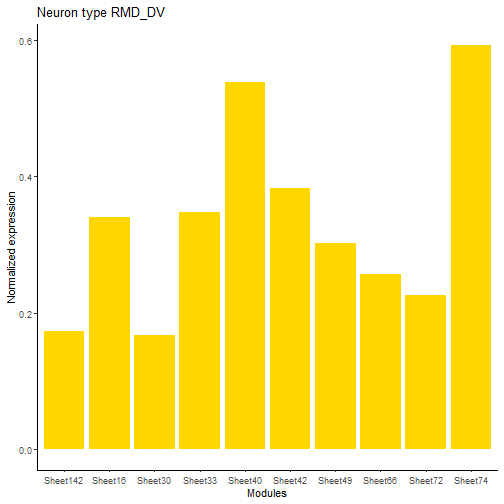 Neuron type RMD_DV
Normalized expression
0.6
0.4
0.2
0.0
Sheet142 Sheet16 Sheet30 Sheet33 Sheet40 Sheet42 Sheet49 Sheet66 Sheet72 Sheet74
Modules